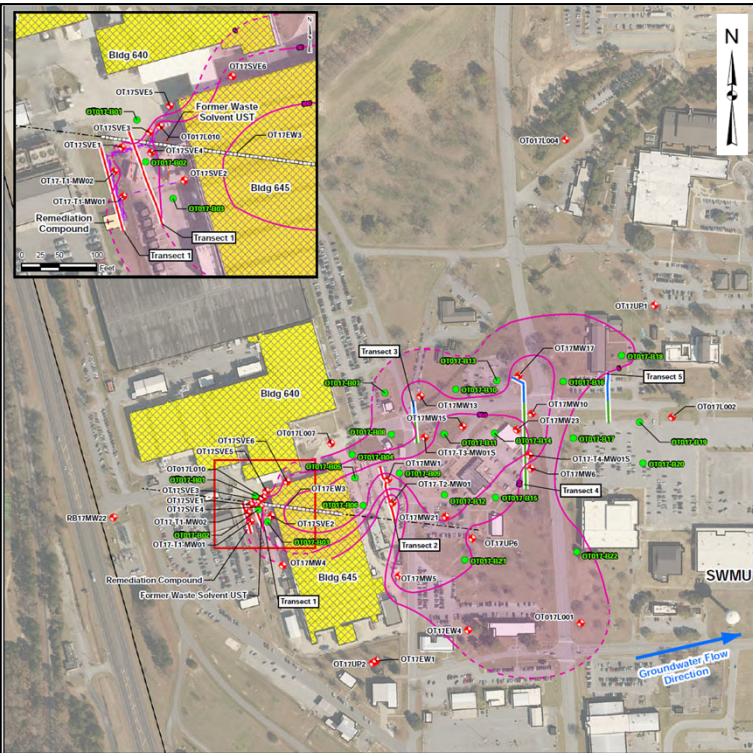 N
Bldg 640
OT17SVE6
OT17SVE5
Former Waste
Solvent UST
OT017-B01
OT17SVE3
OT017L010
OT17EW3
OT17SVE1
OT17SVE4
OT017-B02
OT17-T1-MW02
OT17SVE2
Bldg 645
OT17-T1-MW01
OT017-B03
Remediation
Compound
Transect 1
Transect 1
0 25 50 100
Feet
N
OT017L004
OT17UP1
OT17MW17
OT017-B13
Transect 3
OT017-B18
Transect 5
OT017-B07
OT017-B10
OT017-B16
Bldg 640
OT17MW13
OT17MW10
OT017L002
OT17MW15
OT17MW23
OT017L007
OT017-B08
OT017-B11
OT017-B14
OT017-B17
OT017-B19
OT17-T3-MW01S
OT17SVE6
OT17SVE5
OT017-B04
OT17-T4-MW01S
OT17L010
OT17MW1
OT17MW6
OT017-B20
OT017-B01
OT017-B05
OT017-B09
OT17SVE3
OT17EW3
OT17-T2-MW01
Transect 4
OT17SVE1
OT017-B12
OT017-B15
OT17SVE4
OT017-B06
RB17MW22
OT17-T1-MW02
OT17SVE2
OT17MW21
OT017-B02
OT017-B03
OT17UP6
OT17-T1-MW01
Transect 2
OT017-B22
OT17MW4
OT017-B21
Remediation Compound
Bldg 645
OT17MW5
SWMU
Former Waste Solvent UST
Transect 1
OT17EW4
OT017L001
Groundwater Flow
Direction
OT17UP2
OT17EW1